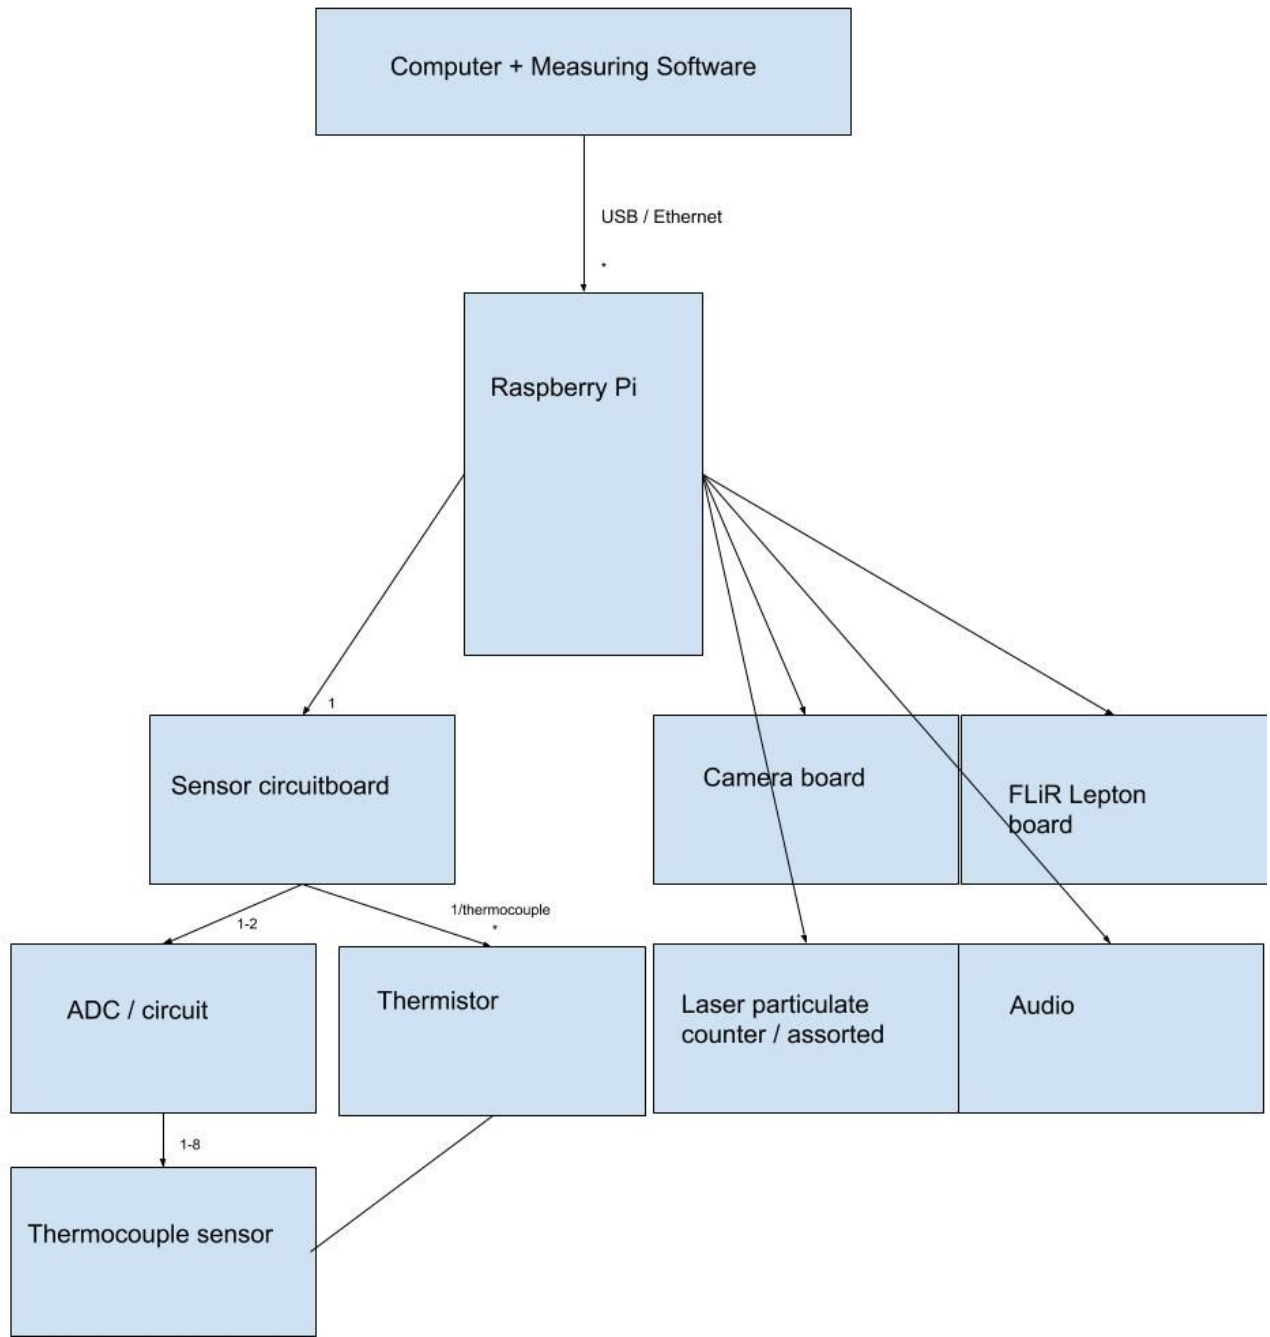 Computer + Measuring Software
USB / Ethernet
*
Raspberry Pi
1
Sensor circuitboard
Camera board
FLiR Lepton
board
1-2
1/thermocouple
*
ADC / circuit
Thermistor
Laser particulate
counter / assorted
Audio
1-8
Thermocouple sensor